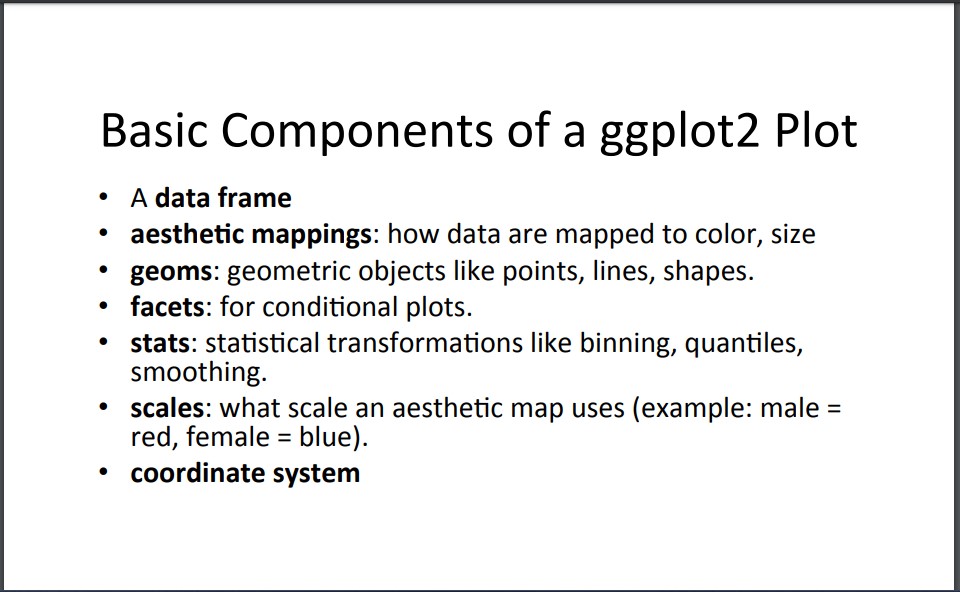 Basic Components of a ggplot2 Plot
• A data frame
• aesthetic mappings: how data are mapped to color, size
• geoms: geometric objects like points, lines, shapes.
• facets: for conditional plots.
• stats: statistical transformations like binning, quantiles,
smoothing.
• scales: what scale an aesthetic map uses (example: male =
red, female = blue).
• coordinate system